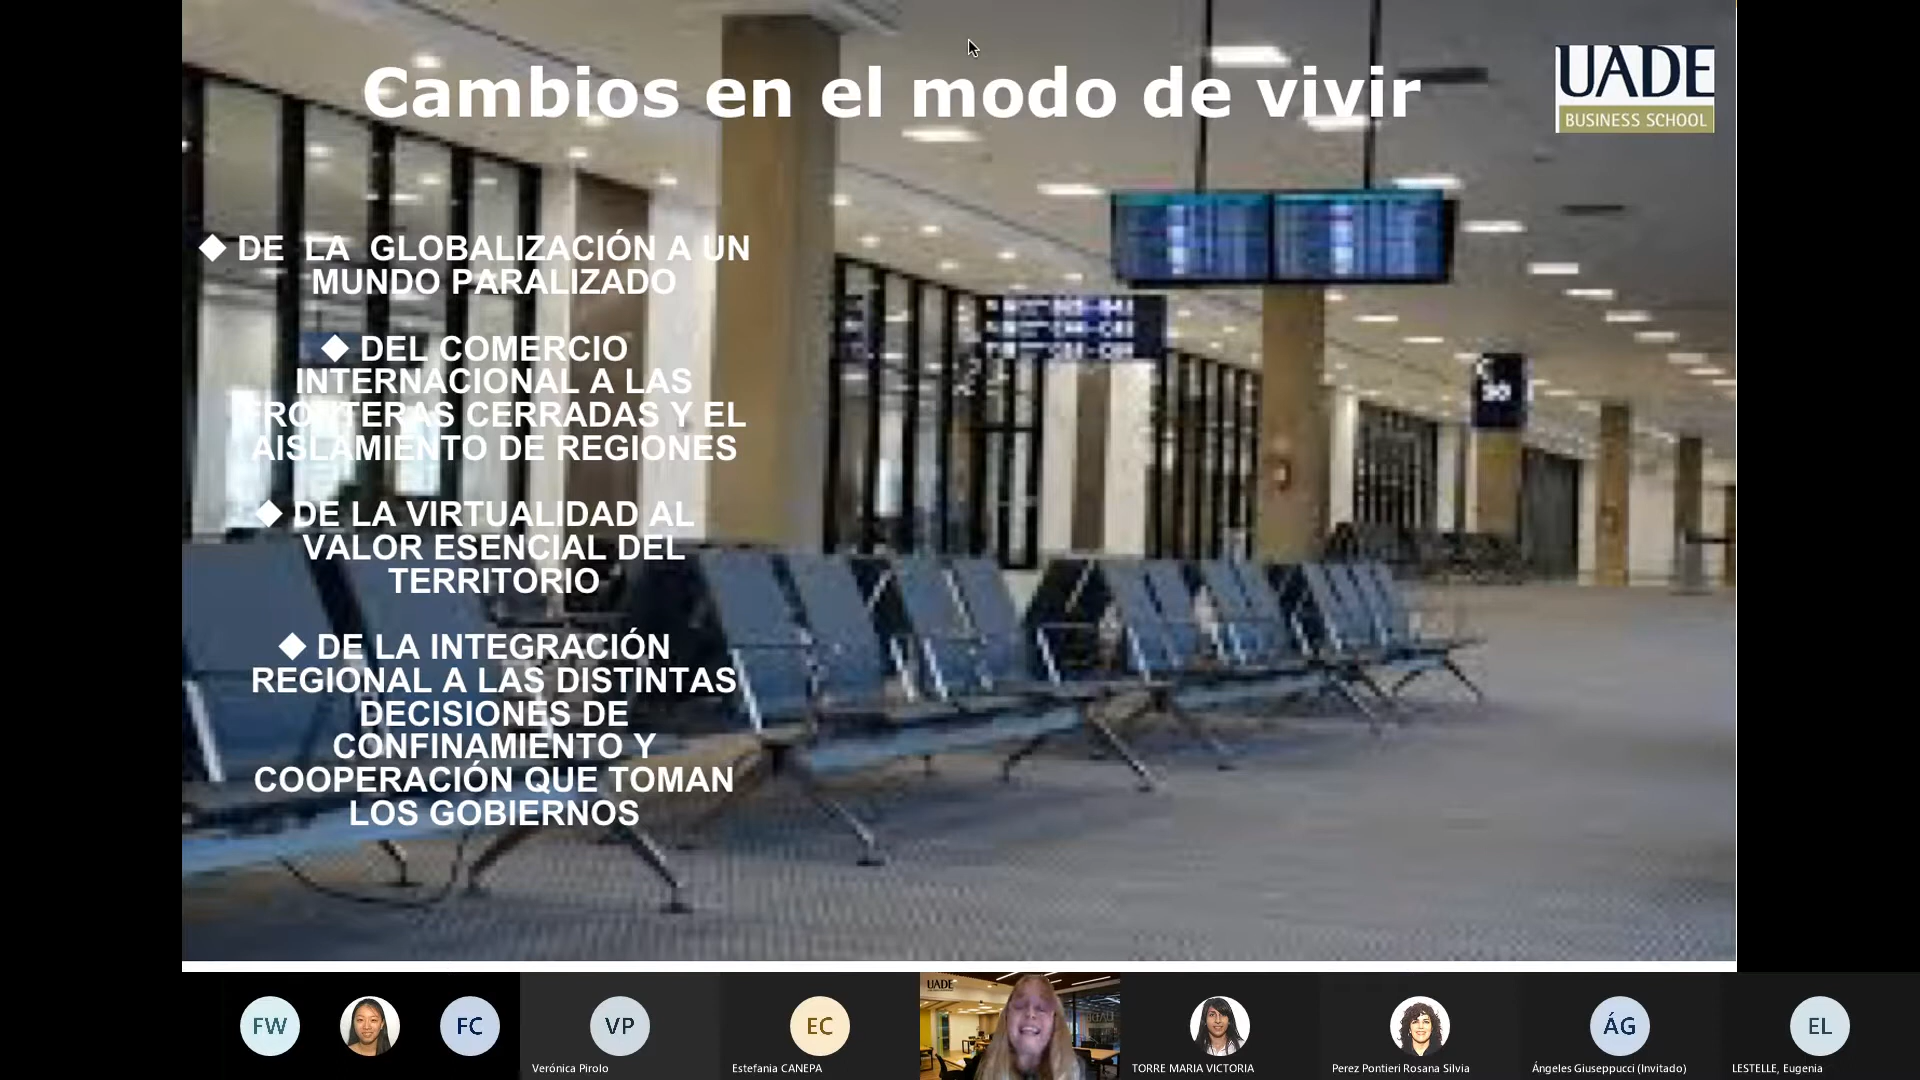 Cambios en el modo de vivir
UADE
BUSINESS SCHOOL
◆ DE LA GLOBALIZACIÓN A UN
MUNDO PARALIZADO
◆ DEL COMERCIO
INTERNACIONAL A LAS
FRONTERAS CERRADAS Y EL
AISLAMIENTO DE REGIONES
◆ DE LA VIRTUALIDAD AL
VALOR ESENCIAL DEL
TERRITORIO
◆ DE LA INTEGRACIÓN
REGIONAL A LAS DISTINTAS
DECISIONES DE
CONFINAMIENTO Y
COOPERACIÓN QUE TOMAN
LOS GOBIERNOS
FW
FC
VP
Verónica Pirolo
EC
Estefania CANEPA
UADE
TORRE MARIA VICTORIA
Perez Pontieri Rosana Silvia
ÁG
Ángeles Giuseppucci (Invitado)
EL
LESTELLE, Eugenia